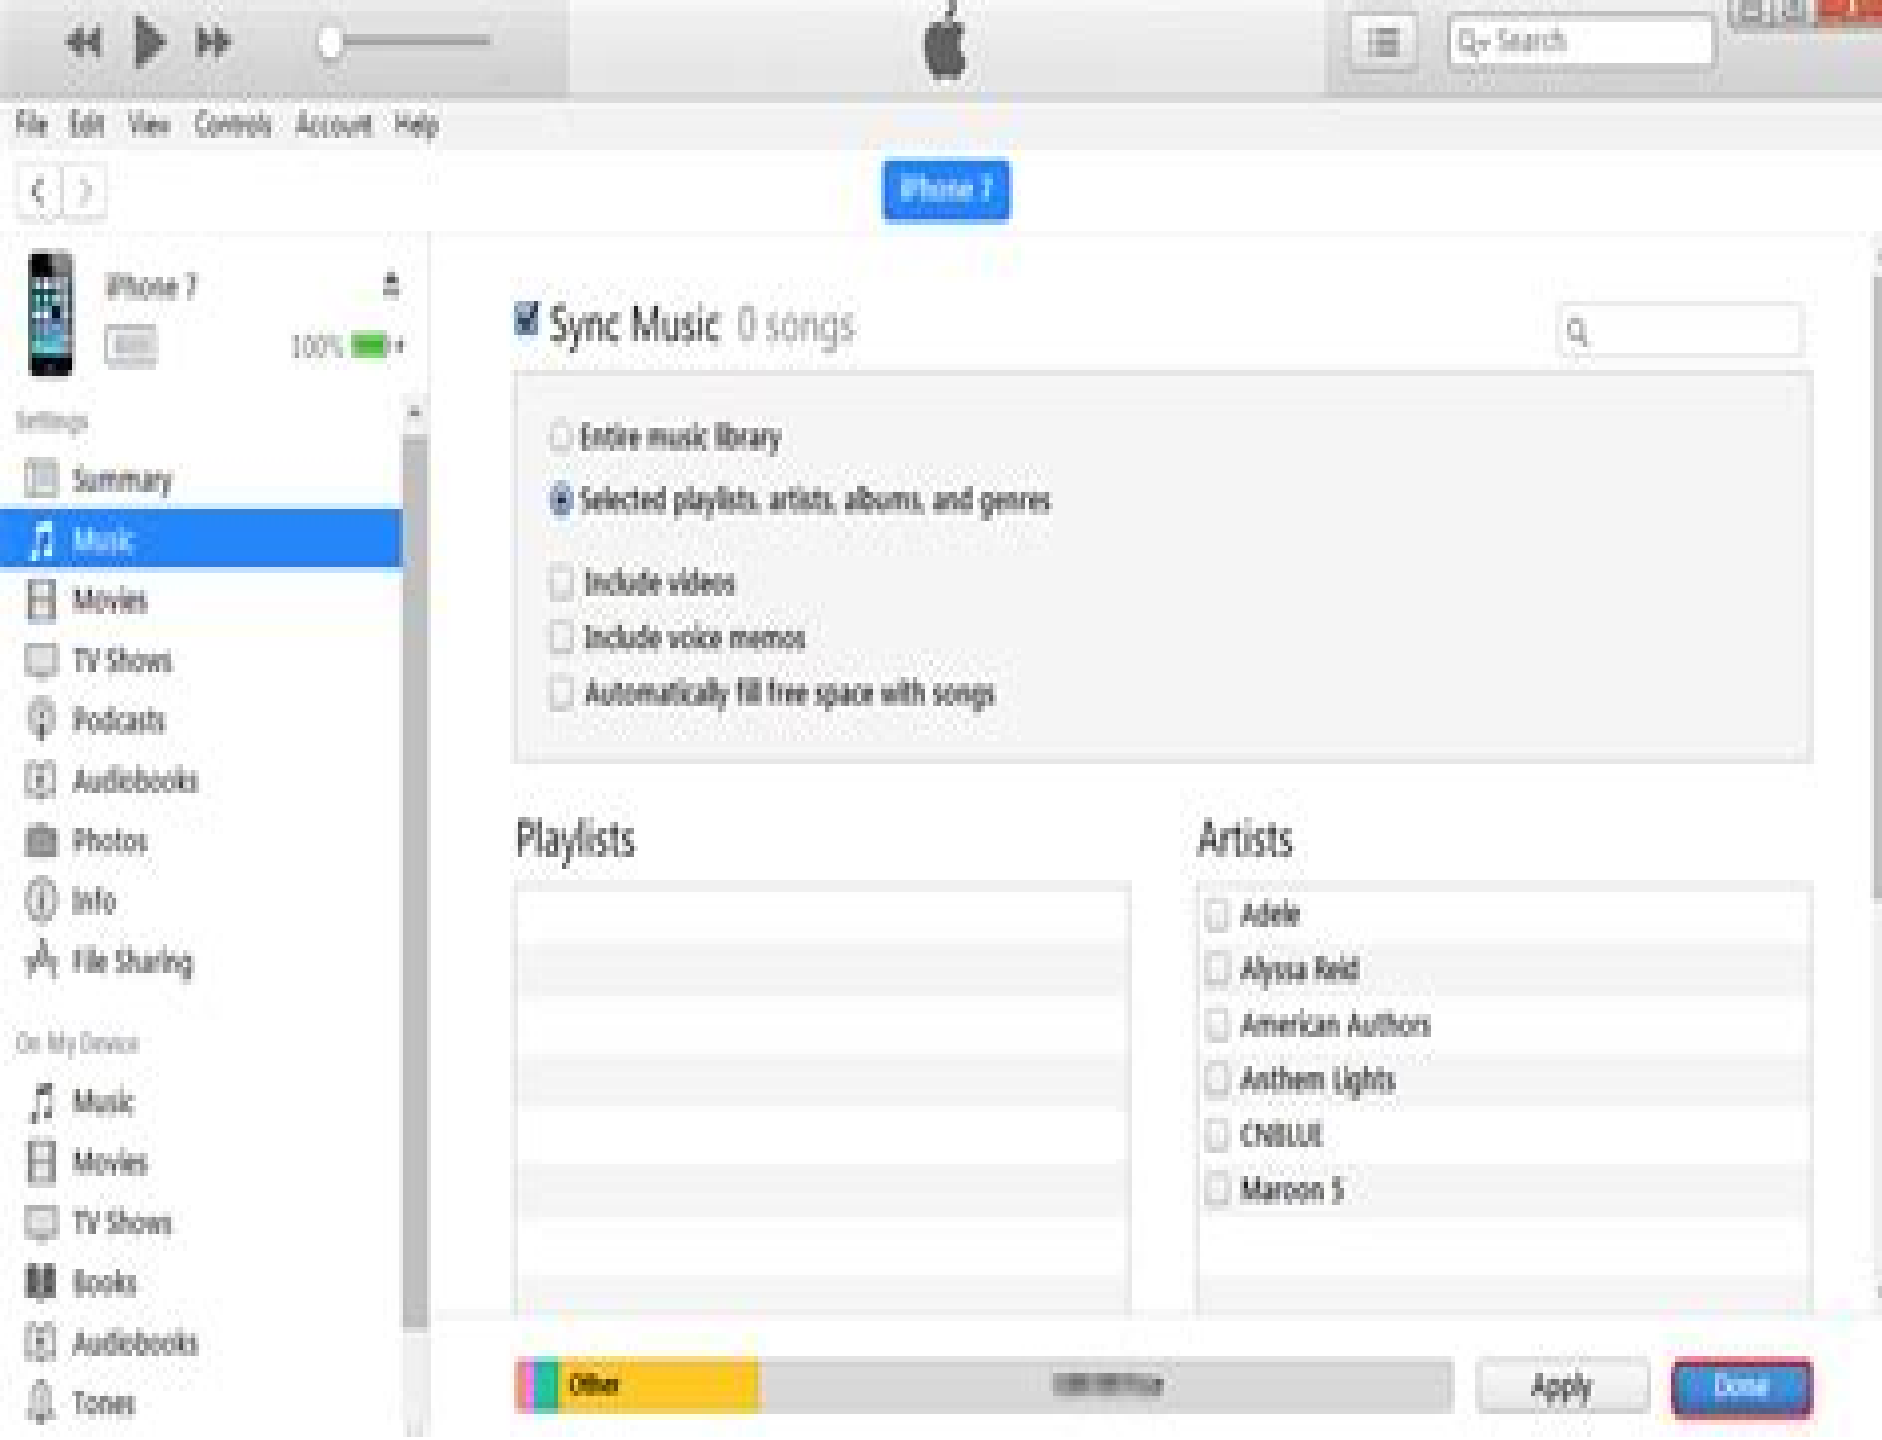 Search
File Edit View Controls Account Help
iPhone 7
iPhone 7
100%
Settings
Summary
Music
Movies
TV Shows
Podcasts
Audiobooks
Photos
Info
File Sharing
On My Device
Music
Movies
TV Shows
Books
Audiobooks
Tones
Sync Music 0 songs
Entire music library
Selected playlists, artists, albums, and genres
Include videos
Include voice memos
Automatically fill free space with songs
Playlists
Artists
Adele
Alyssa Reid
American Authors
Anthem Lights
CNBLUE
Maroon 5
Other
Apply
Done